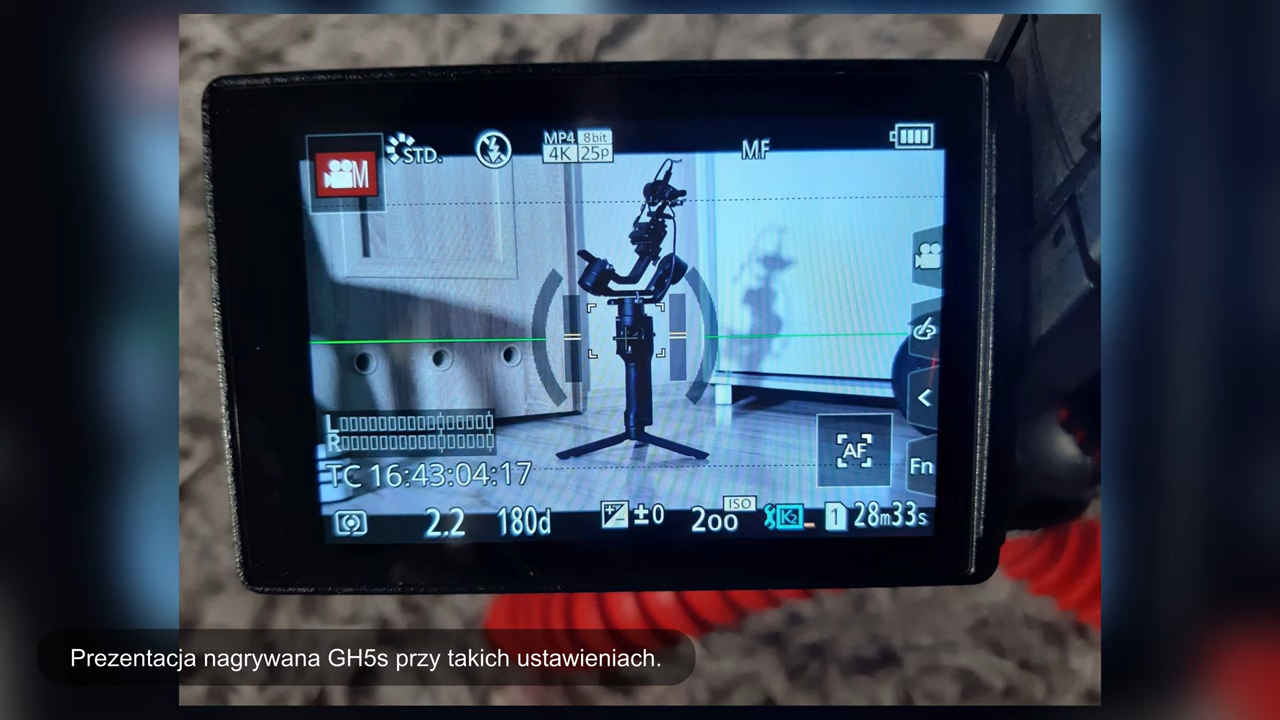 M
STD.
MP4 8bit
4K 25p
MF
L
R
TC 16:43:04:17
AF
Fn
2.2 180d ±0 200 ISO K2 1 28m33s
Prezentacja nagrywana GH5s przy takich ustawieniach.